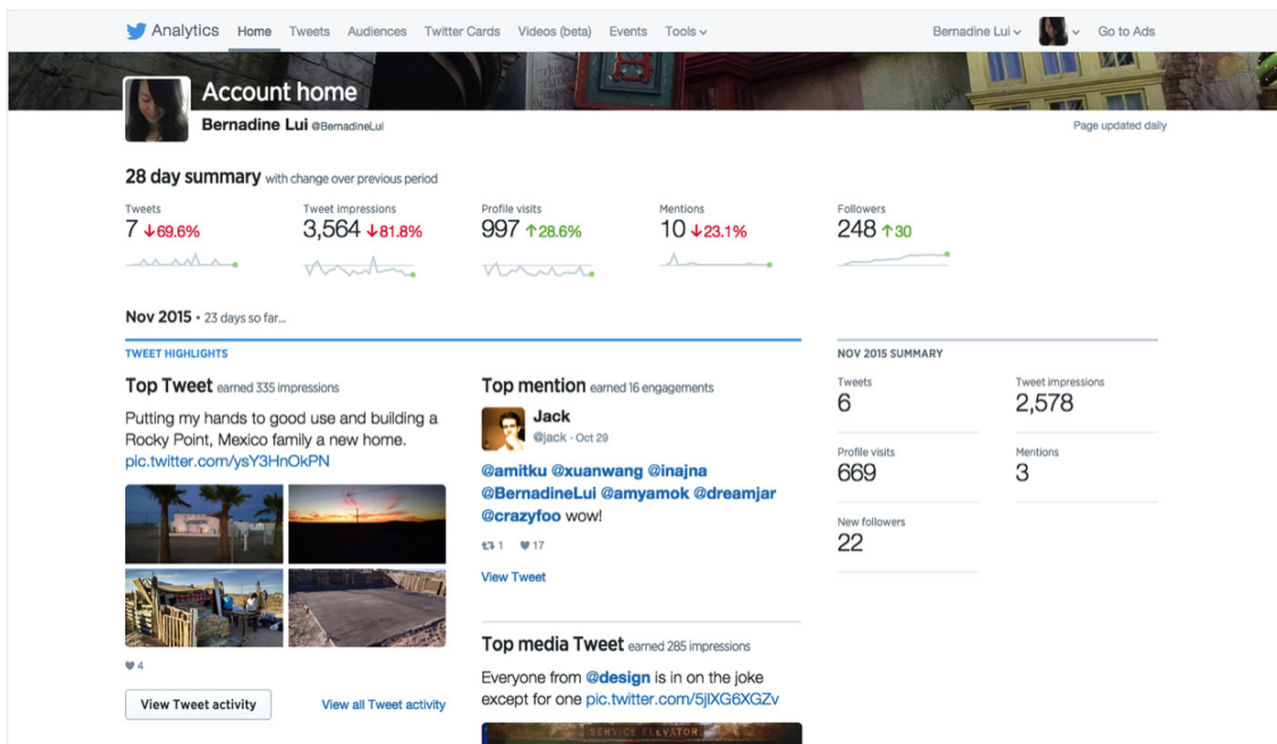 Analytics Home Tweets Audiences Twitter Cards Videos (beta) Events Tools Bernadine Lui Go to Ads
Account home
Bernadine Lui @BernadineLui
Page updated daily
28 day summary with change over previous period
Tweets
7 ↓69.6%
Tweet impressions
3,564 ↓81.8%
Profile visits
997 ↑28.6%
Mentions
10 ↓23.1%
Followers
248 ↑30
Nov 2015 • 23 days so far...
TWEET HIGHLIGHTS
Top Tweet earned 335 impressions
Putting my hands to good use and building a
Rocky Point, Mexico family a new home.
pic.twitter.com/ysY3HnOkPN
4
View Tweet activity
View all Tweet activity
Top mention earned 16 engagements
Jack
@jack · Oct 29
@amitku @xuanwang @inajna
@BernadineLui @amyamok @dreamjar
@crazyfoo wow!
1 17
View Tweet
Top media Tweet earned 285 impressions
Everyone from @design is in on the joke
except for one pic.twitter.com/5jlXG6XGZv
SERVICE ELEVATOR
NOV 2015 SUMMARY
Tweets
6
Tweet impressions
2,578
Profile visits
669
Mentions
3
New followers
22